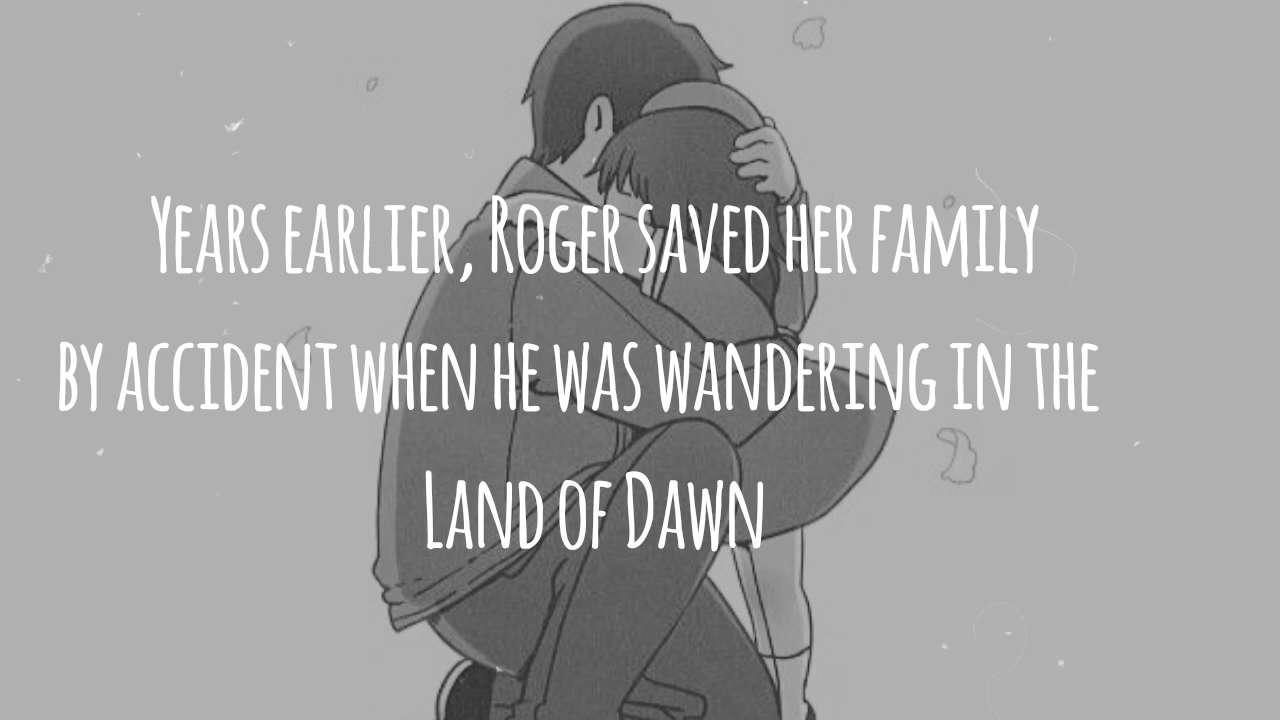 Years earlier, Roger saved her family
by accident when he was wandering in the
Land of Dawn